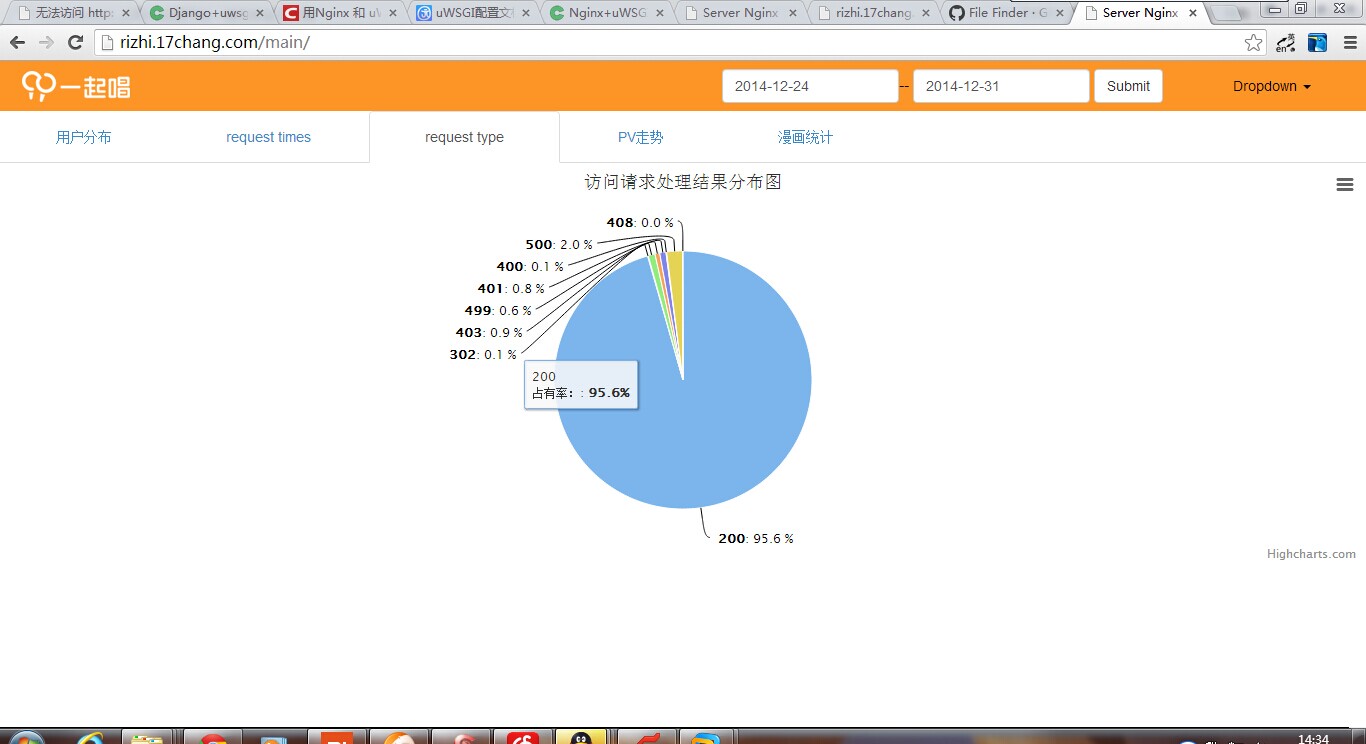 无法访问 http:
Django+uwsg
用Nginx 和 uW
uWSGI配置文
Nginx+uWSG
Server Nginx
rizhi.17chang.
File Finder · G
Server Nginx
rizhi.17chang.com/main/
一起唱
2014-12-24 -- 2014-12-31 Submit Dropdown
用户分布 request times request type PV走势 漫画统计
访问请求处理结果分布图
408: 0.0 %
500: 2.0 %
400: 0.1 %
401: 0.8 %
499: 0.6 %
403: 0.9 %
302: 0.1 %
200
占有率: : 95.6%
200: 95.6 %
Highcharts.com
14:34